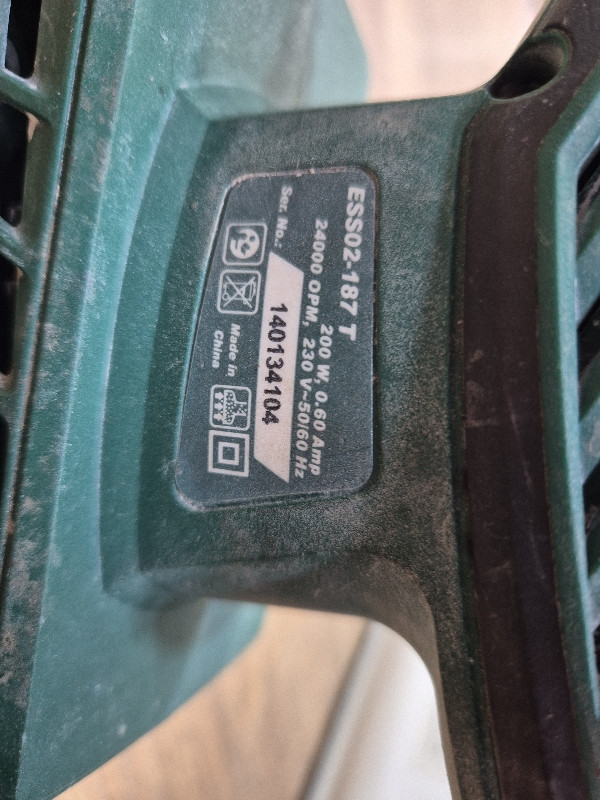 ESS02-187 T
200 W, 0.60 Amp
24000 OPM, 230 V~50/60 Hz
Ser. No.: 140134104
Made in
China